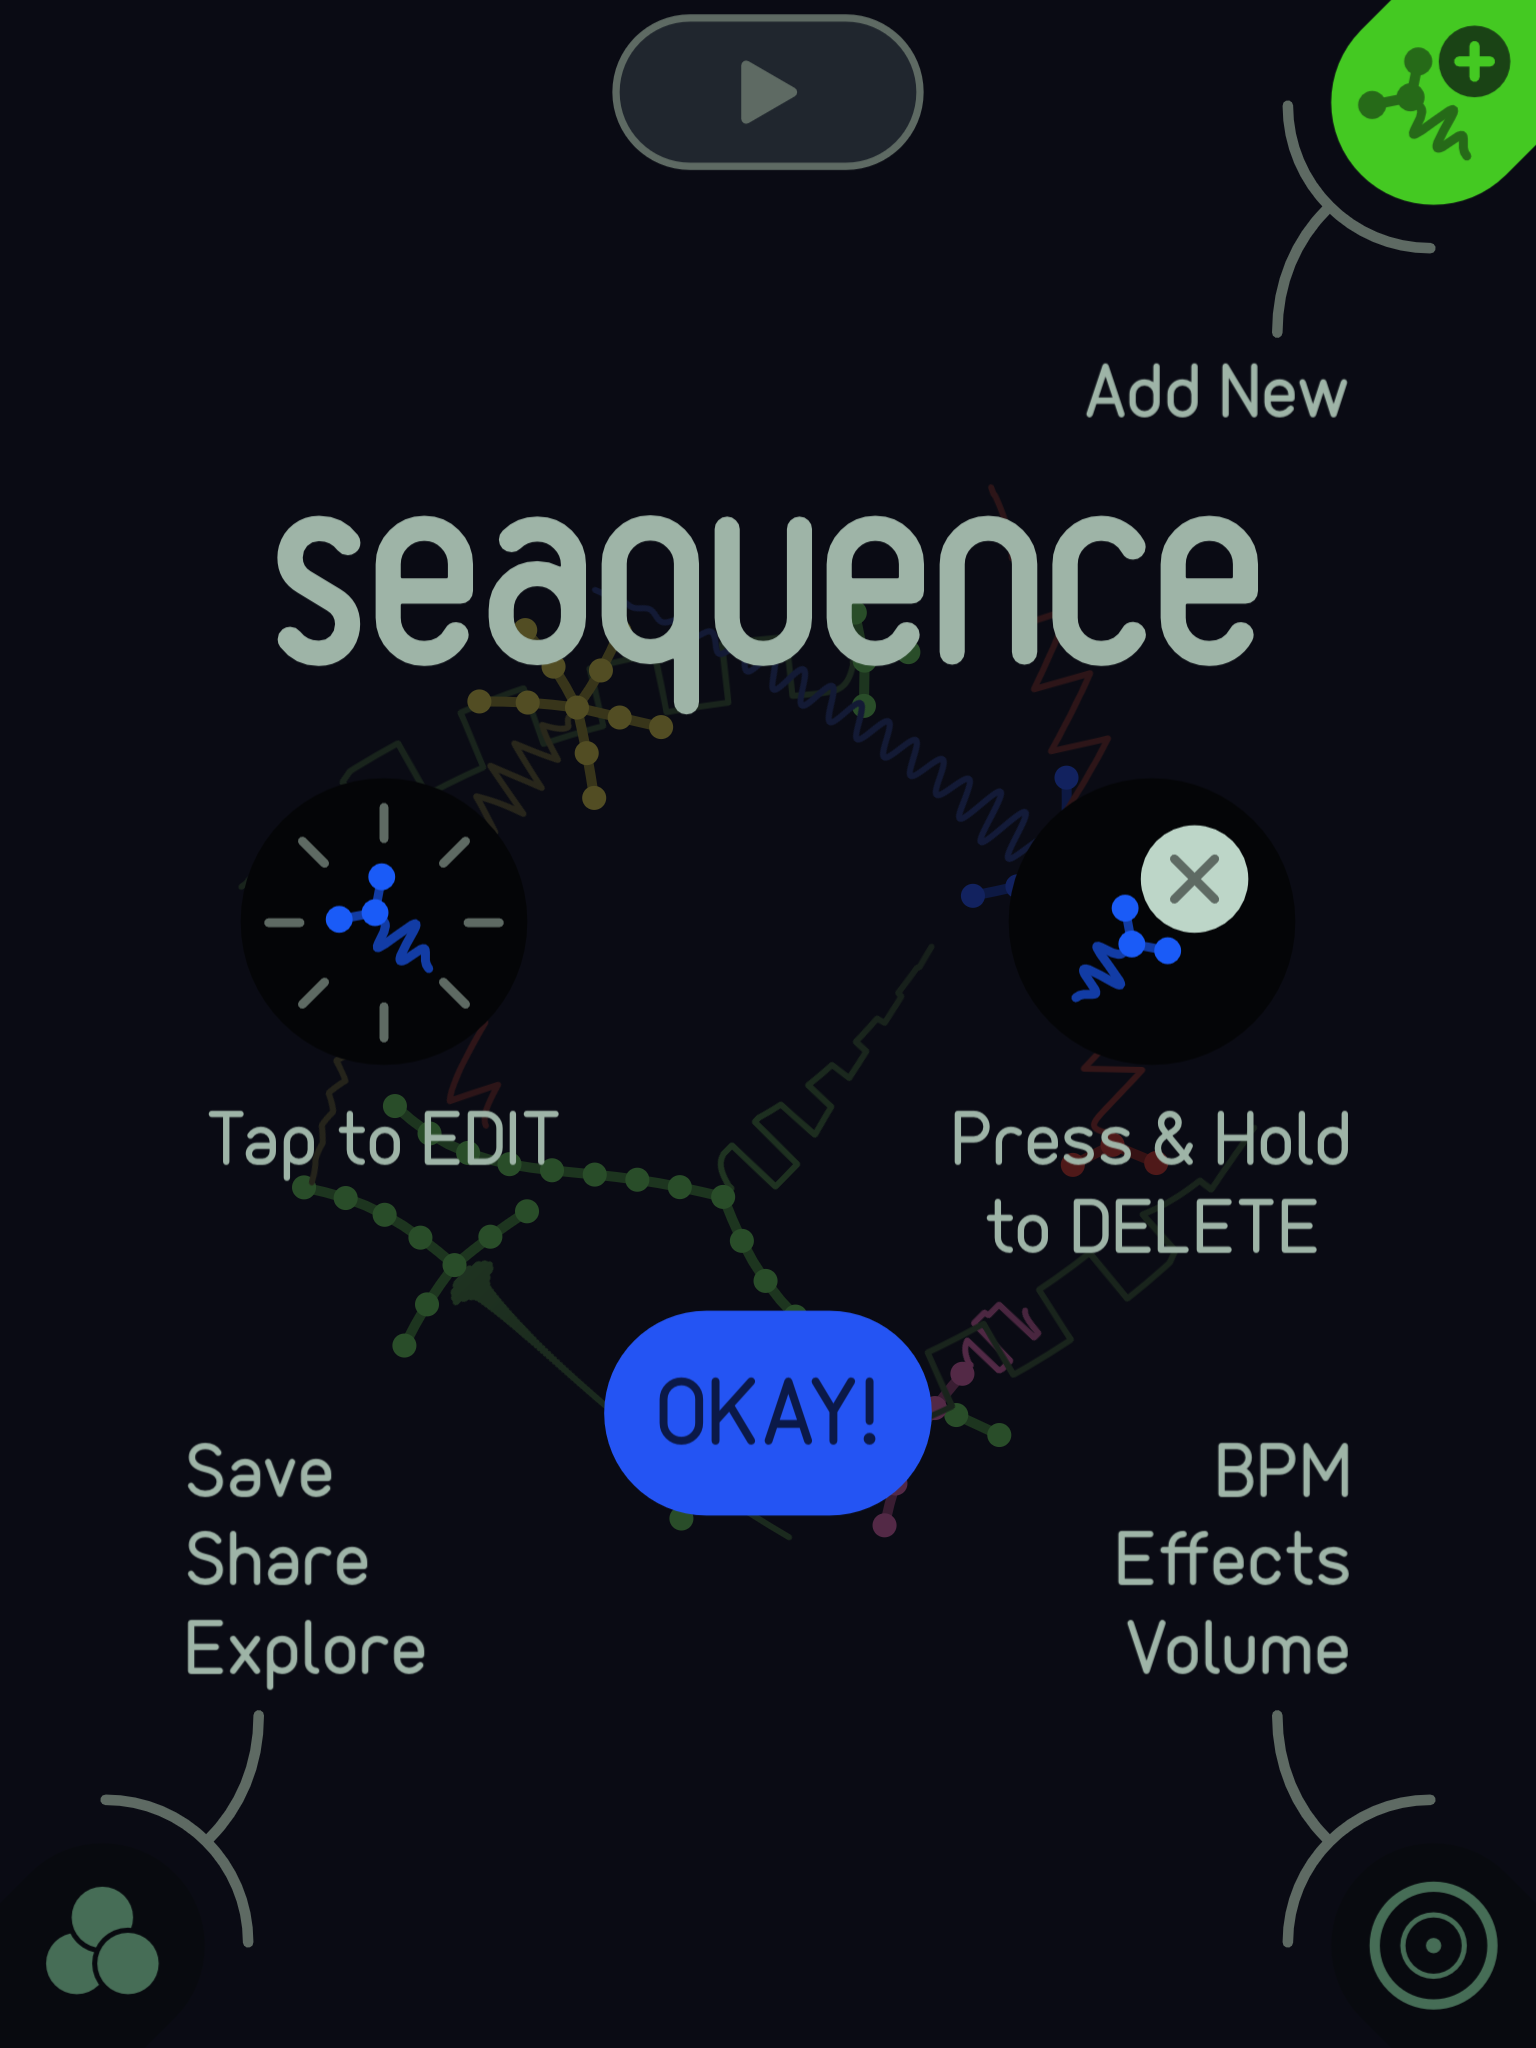 Add New
seaquence
Tap to EDIT
Press & Hold
to DELETE
OKAY!
Save
Share
Explore
BPM
Effects
Volume